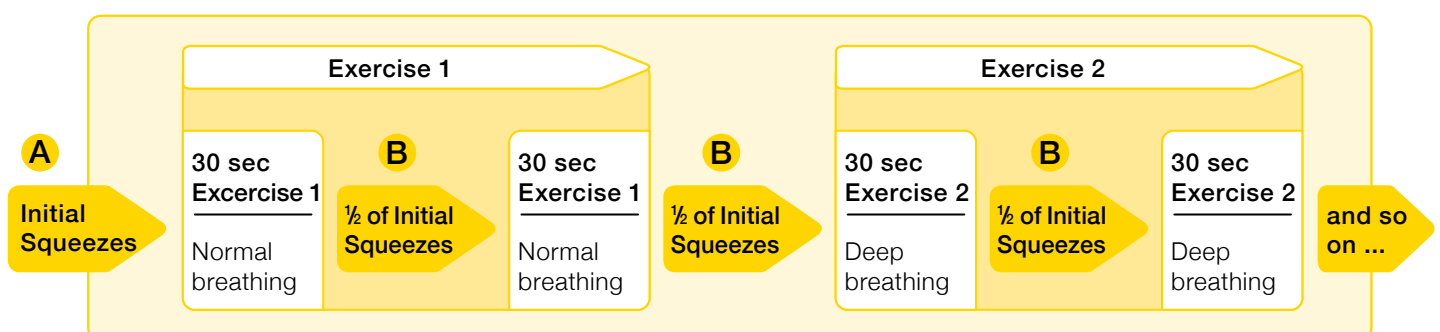 Exercise 1
Exercise 2
A
Initial
Squeezes
30 sec
Excercise 1
Normal
breathing
B
½ of Initial
Squeezes
30 sec
Exercise 1
Normal
breathing
B
½ of Initial
Squeezes
30 sec
Exercise 2
Deep
breathing
B
½ of Initial
Squeezes
30 sec
Exercise 2
Deep
breathing
and so
on ...